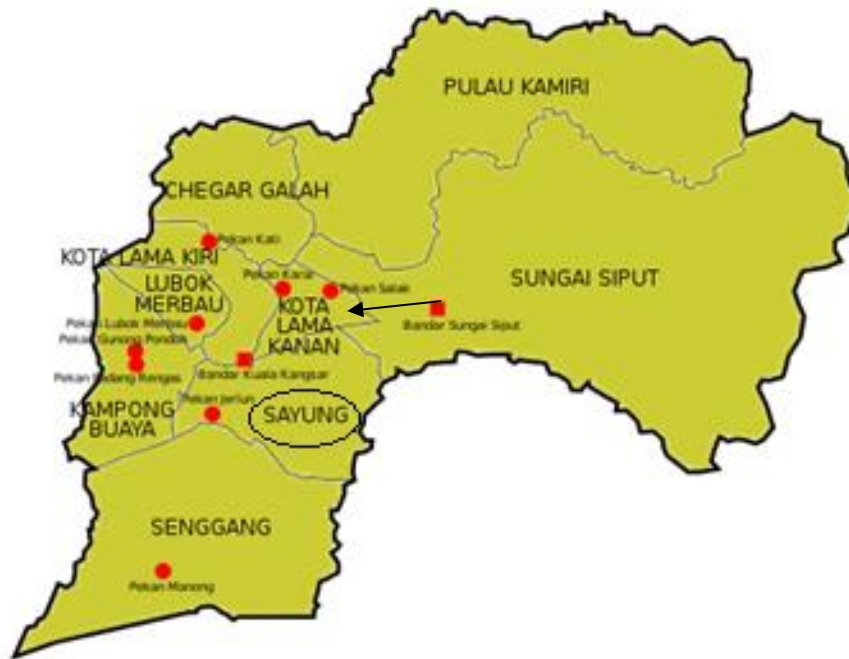 PULAU KAMIRI
CHEGAR GALAH
Pekan Kati
KOTA LAMA KIRI
SUNGAI SIPUT
LUBOK
MERBAU
Pekan Karai
Pekan Salak
KOTA
LAMA
KANAN
Pekan Lubok Merbau
Bandar Sungai Siput
Pekan Gunong Pondok
Pekan Padang Rengas
Bandar Kuala Kangsar
Pekan Jerlun
KAMPONG
BUAYA
SAYUNG
SENGGANG
Pekan Manong